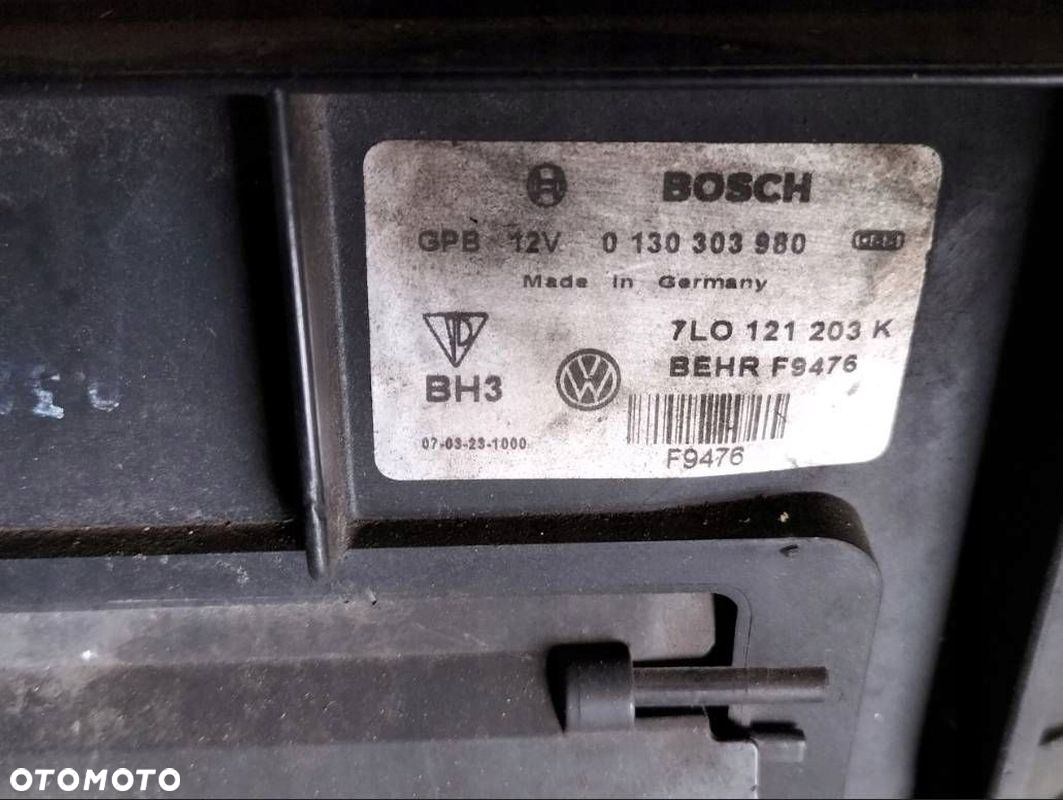 BOSCH
GPB 12V 0 130 303 980
Made in Germany
7LO 121 203 K
BEHR F9476
BH3
VW
07-03-23-1000
F9476
OTOMOTO